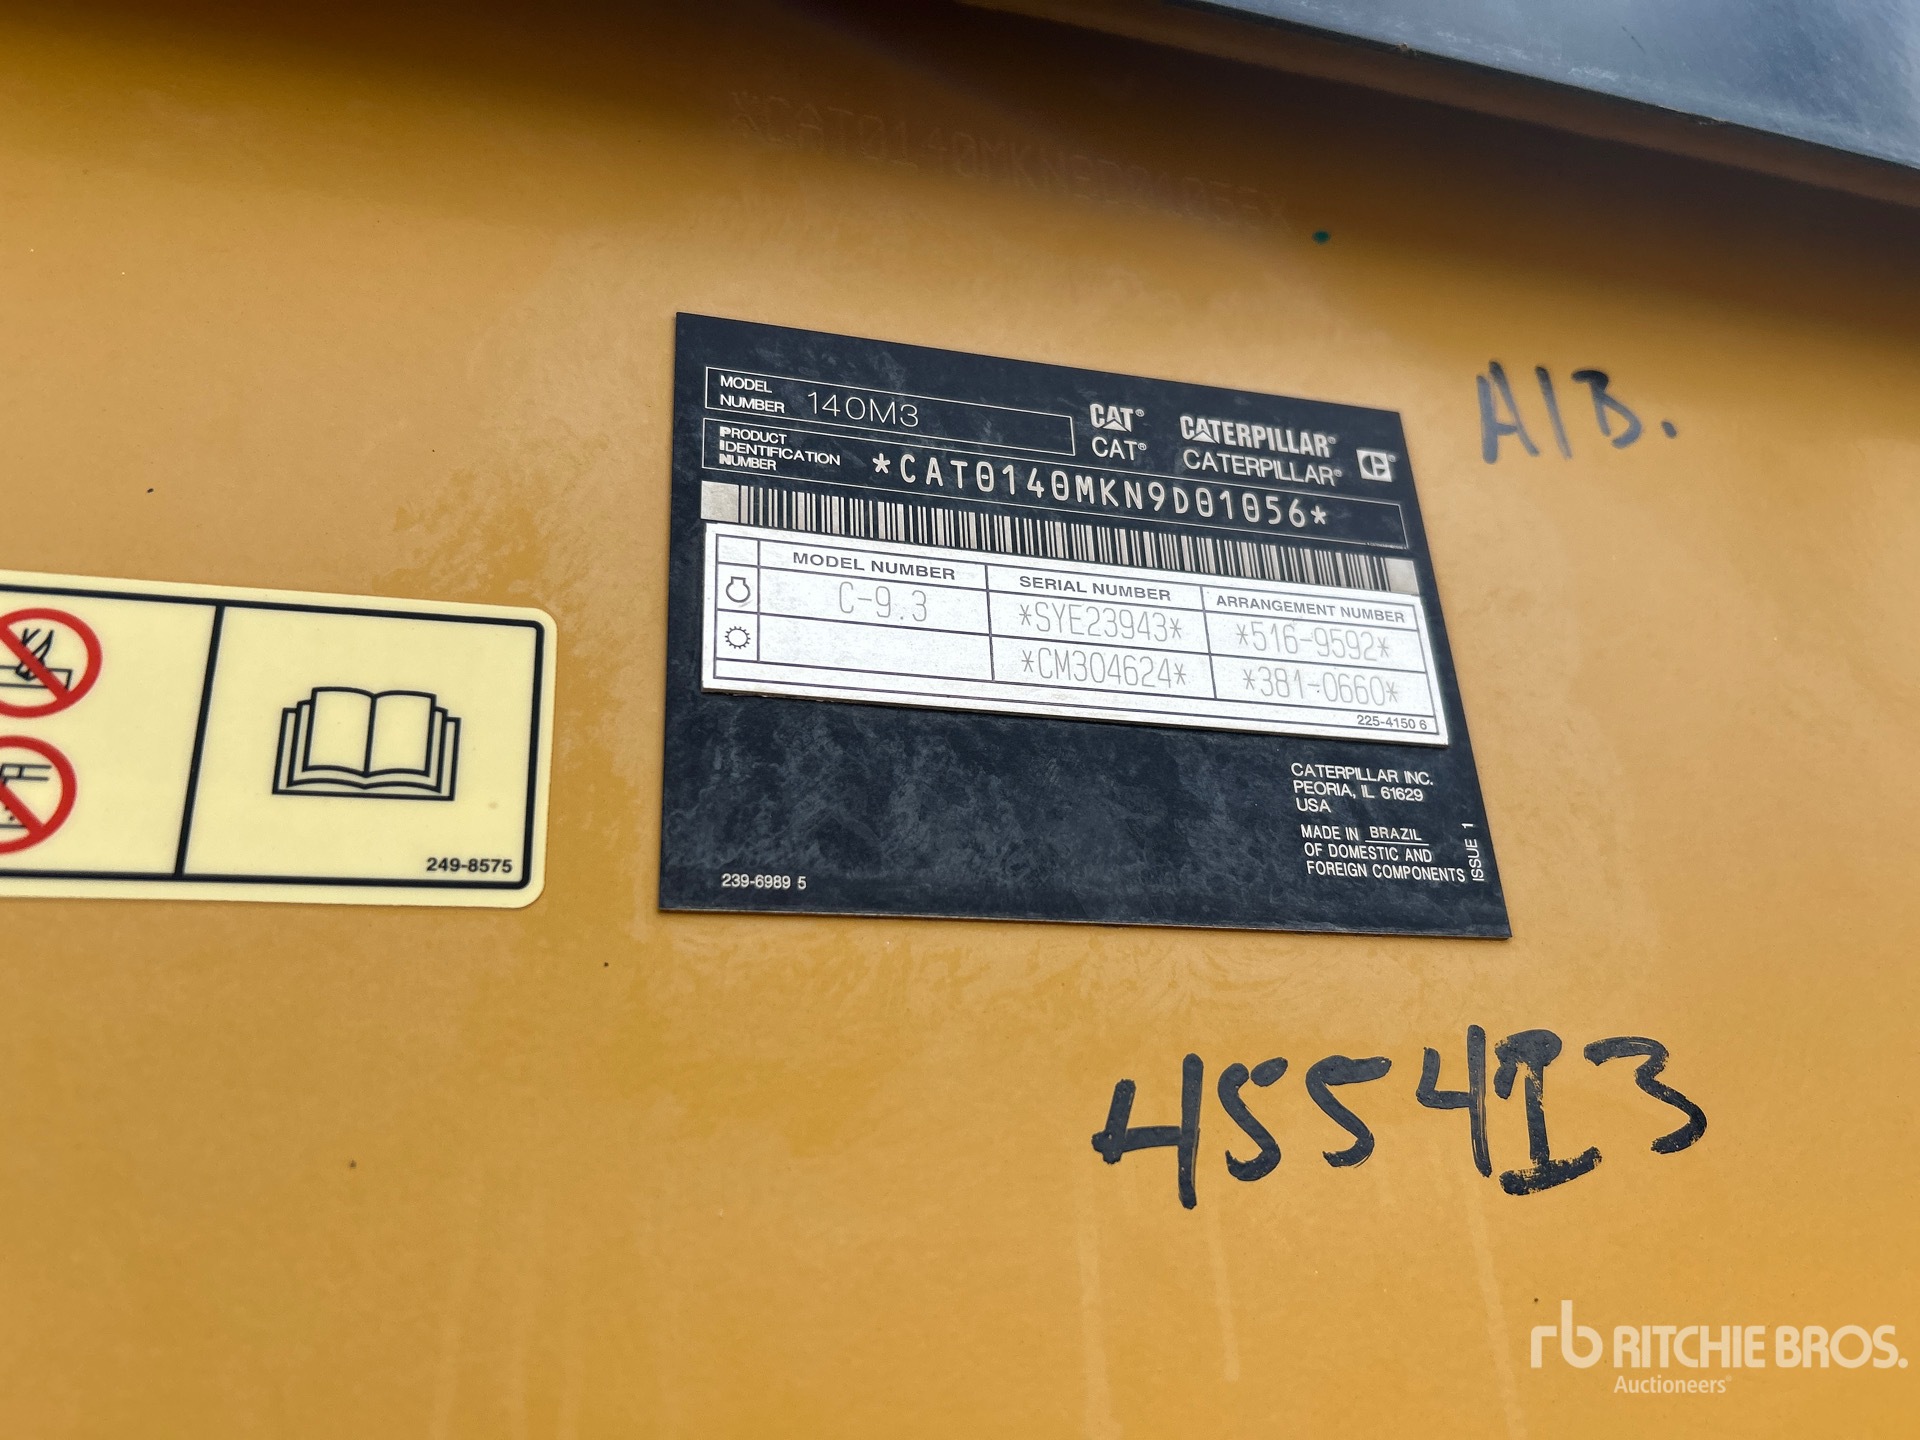 MODEL
NUMBER 140M3
CAT® CATERPILLAR®
CAT® CATERPILLAR®
PRODUCT
IDENTIFICATION
NUMBER
*CAT0140MKN9D01056*
MODEL NUMBER SERIAL NUMBER ARRANGEMENT NUMBER
C-9.3 *SYE23943* *516-9592*
*CM304624* *381-0660*
225-4150 6
CATERPILLAR INC.
PEORIA, IL 61629
USA
MADE IN BRAZIL
OF DOMESTIC AND
FOREIGN COMPONENTS
ISSUE 1
239-6989 5
249-8575
A1B.
rb RITCHIE BROS.
Auctioneers